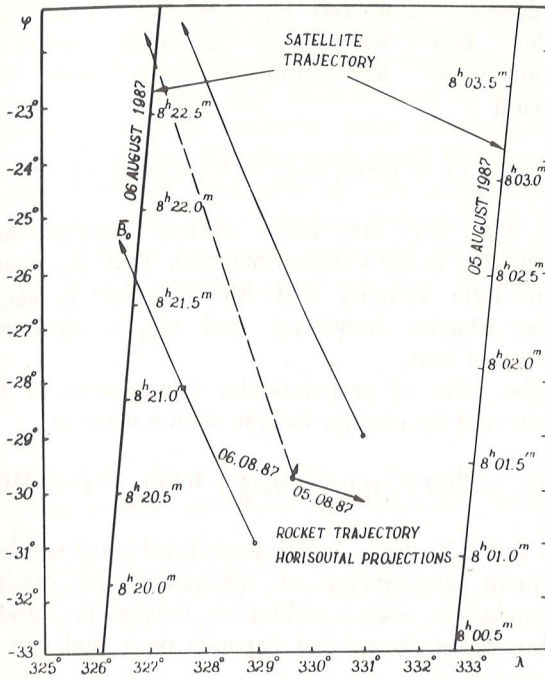 φ
SATELLITE
TRAJECTORY
8ʰ03.5ᵐ
-23°
06 AUGUST 1987
8ʰ22.5ᵐ
-24°
8ʰ03.0ᵐ
05 AUGUST 1987
-25°
8ʰ22.0ᵐ
B₀
-26°
8ʰ02.5ᵐ
8ʰ21.5ᵐ
-27°
-28°
8ʰ21.0ᵐ
8ʰ02.0ᵐ
-29°
06.08.87
8ʰ01.5ᵐ
-30°
8ʰ20.5ᵐ
05.08.87
ROCKET TRAJECTORY
HORISOUTAL PROJECTIONS
-31°
8ʰ01.0ᵐ
8ʰ20.0ᵐ
-32°
8ʰ00.5ᵐ
-33°
325° 326° 327° 328° 329° 330° 331° 332° 333° λ